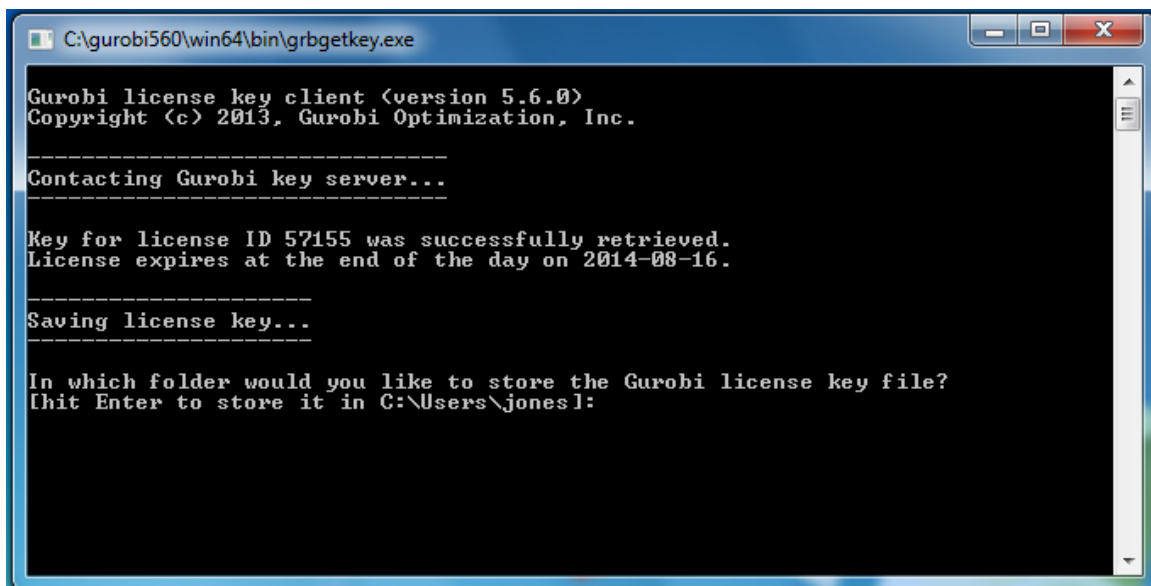 C:\gurobi560\win64\bin\grbgetkey.exe
Gurobi license key client (version 5.6.0)
Copyright (c) 2013, Gurobi Optimization, Inc.
-------------------------------
Contacting Gurobi key server...
-------------------------------
Key for license ID 57155 was successfully retrieved.
License expires at the end of the day on 2014-08-16.
---------------------
Saving license key...
---------------------
In which folder would you like to store the Gurobi license key file?
[hit Enter to store it in C:\Users\jones]: